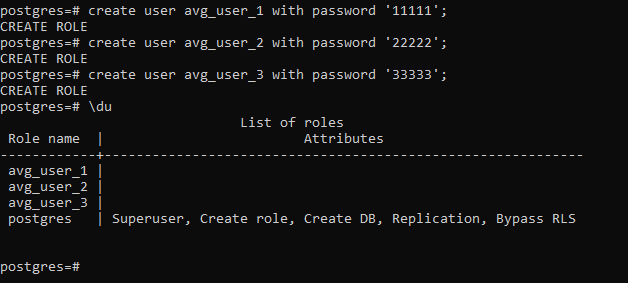 postgres=# create user avg_user_1 with password '11111';
CREATE ROLE
postgres=# create user avg_user_2 with password '22222';
CREATE ROLE
postgres=# create user avg_user_3 with password '33333';
CREATE ROLE
postgres=# \du
                              List of roles
 Role name  |                         Attributes
------------+------------------------------------------------------------
 avg_user_1 |
 avg_user_2 |
 avg_user_3 |
 postgres   | Superuser, Create role, Create DB, Replication, Bypass RLS
postgres=#